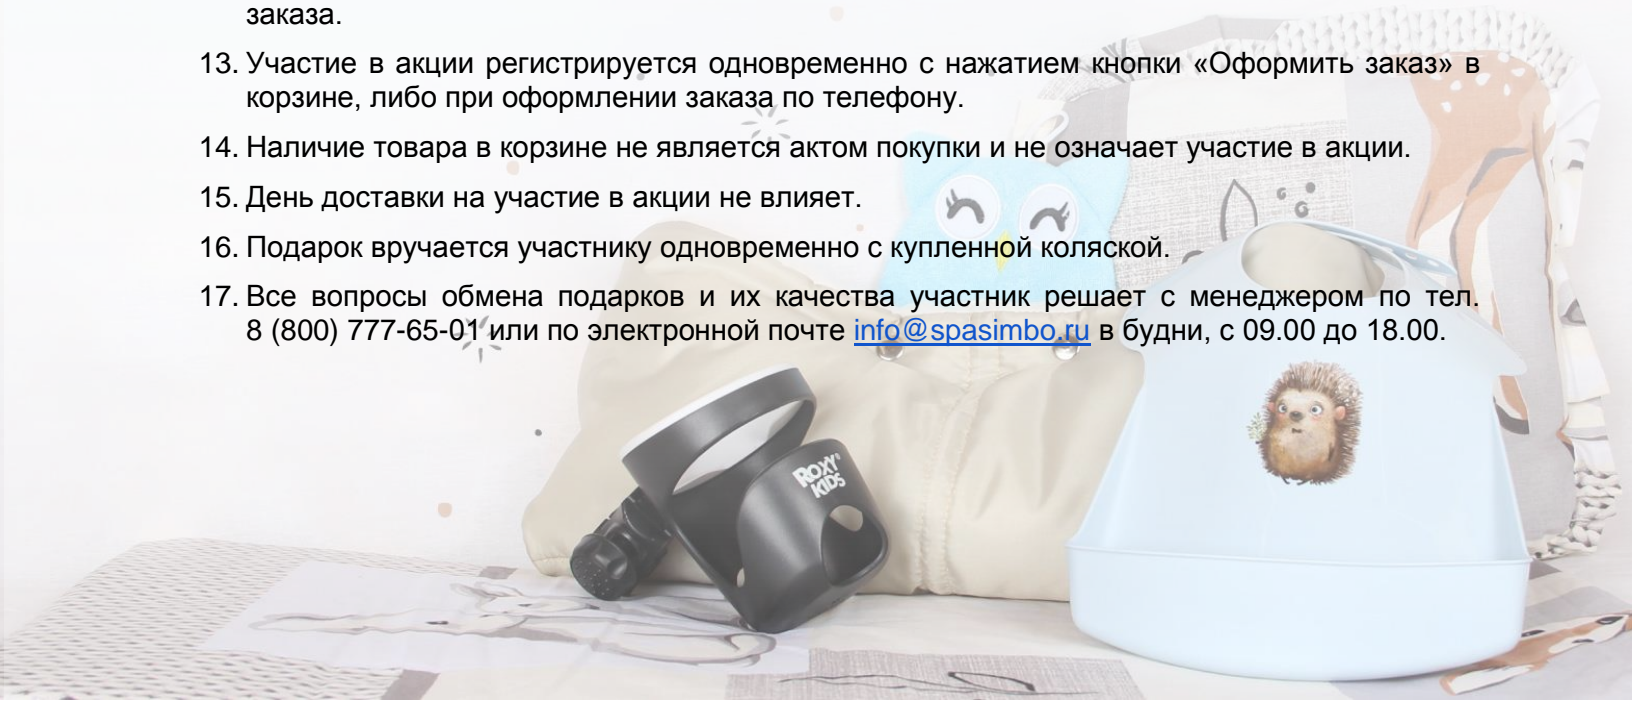 заказа.
13. Участие в акции регистрируется одновременно с нажатием кнопки «Оформить заказ» в
корзине, либо при оформлении заказа по телефону.
14. Наличие товара в корзине не является актом покупки и не означает участие в акции.
15. День доставки на участие в акции не влияет.
16. Подарок вручается участнику одновременно с купленной коляской.
17. Все вопросы обмена подарков и их качества участник решает с менеджером по тел.
8 (800) 777-65-01 или по электронной почте info@spasimbo.ru в будни, с 09.00 до 18.00.
ROXY®
KIDS